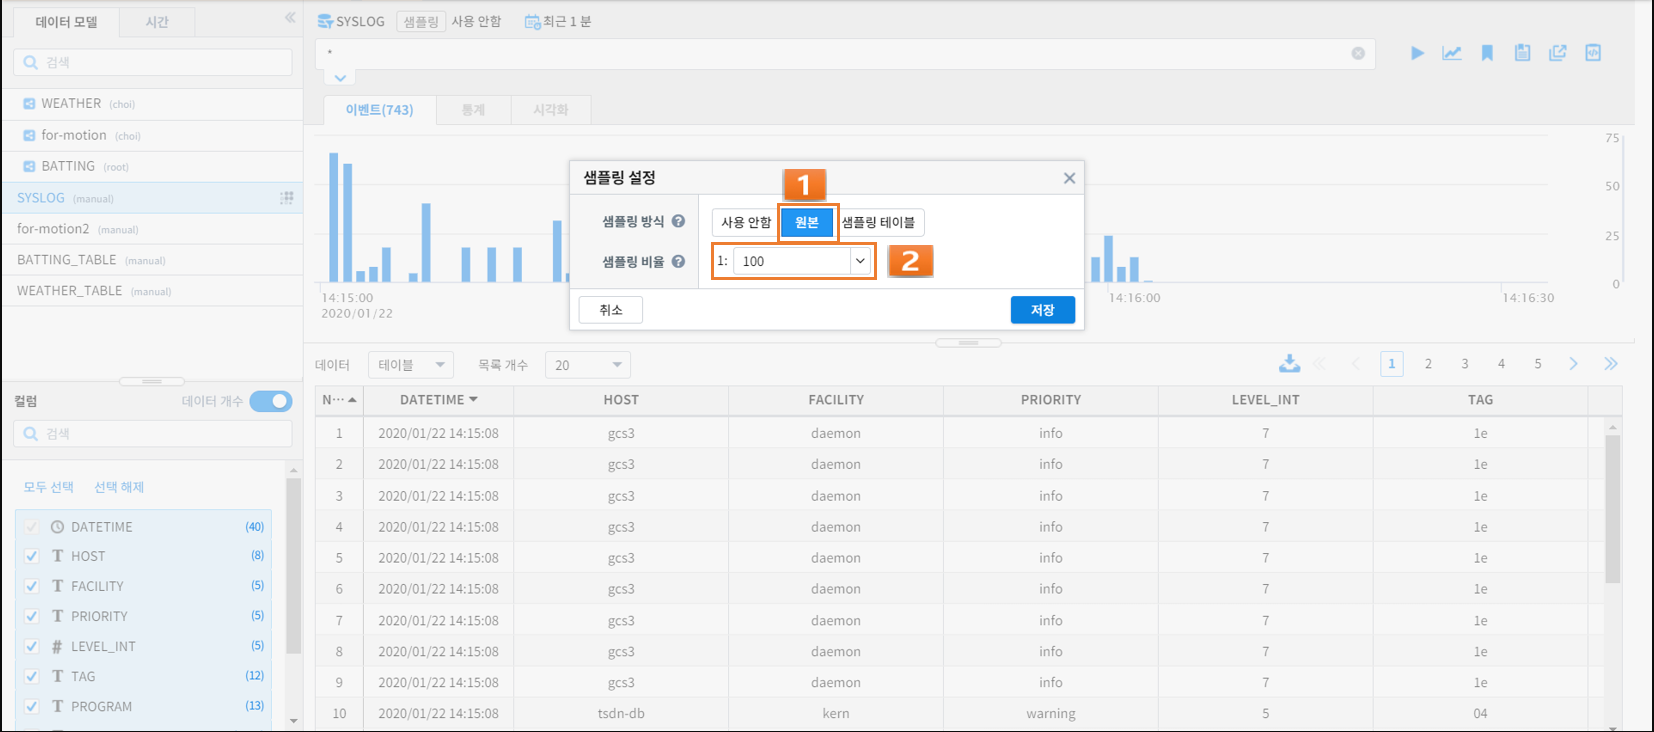 데이터 모델
시간
검색
WEATHER (choi)
for-motion (choi)
BATTING (root)
SYSLOG (manual)
for-motion2 (manual)
BATTING_TABLE (manual)
WEATHER_TABLE (manual)
컬럼
데이터 개수
검색
모두 선택 선택 해제
DATETIME (40)
HOST (8)
FACILITY (5)
PRIORITY (5)
LEVEL_INT (5)
TAG (12)
PROGRAM (13)
SYSLOG 샘플링 사용 안함 최근 1 분
*
이벤트(743) 통계 시각화
75
50
25
0
14:15:00
2020/01/22
14:16:00
14:16:30
샘플링 설정
1
샘플링 방식 ? 사용 안함 원본 샘플링 테이블
샘플링 비율 ? 1: 100
2
취소 저장
데이터 테이블 목록 개수 20
1 2 3 4 5
N··· DATETIME HOST FACILITY PRIORITY LEVEL_INT TAG
1 2020/01/22 14:15:08 gcs3 daemon info 7 1e
2 2020/01/22 14:15:08 gcs3 daemon info 7 1e
3 2020/01/22 14:15:08 gcs3 daemon info 7 1e
4 2020/01/22 14:15:08 gcs3 daemon info 7 1e
5 2020/01/22 14:15:08 gcs3 daemon info 7 1e
6 2020/01/22 14:15:08 gcs3 daemon info 7 1e
7 2020/01/22 14:15:08 gcs3 daemon info 7 1e
8 2020/01/22 14:15:08 gcs3 daemon info 7 1e
9 2020/01/22 14:15:08 gcs3 daemon info 7 1e
10 2020/01/22 14:15:08 tsdn-db kern warning 5 04